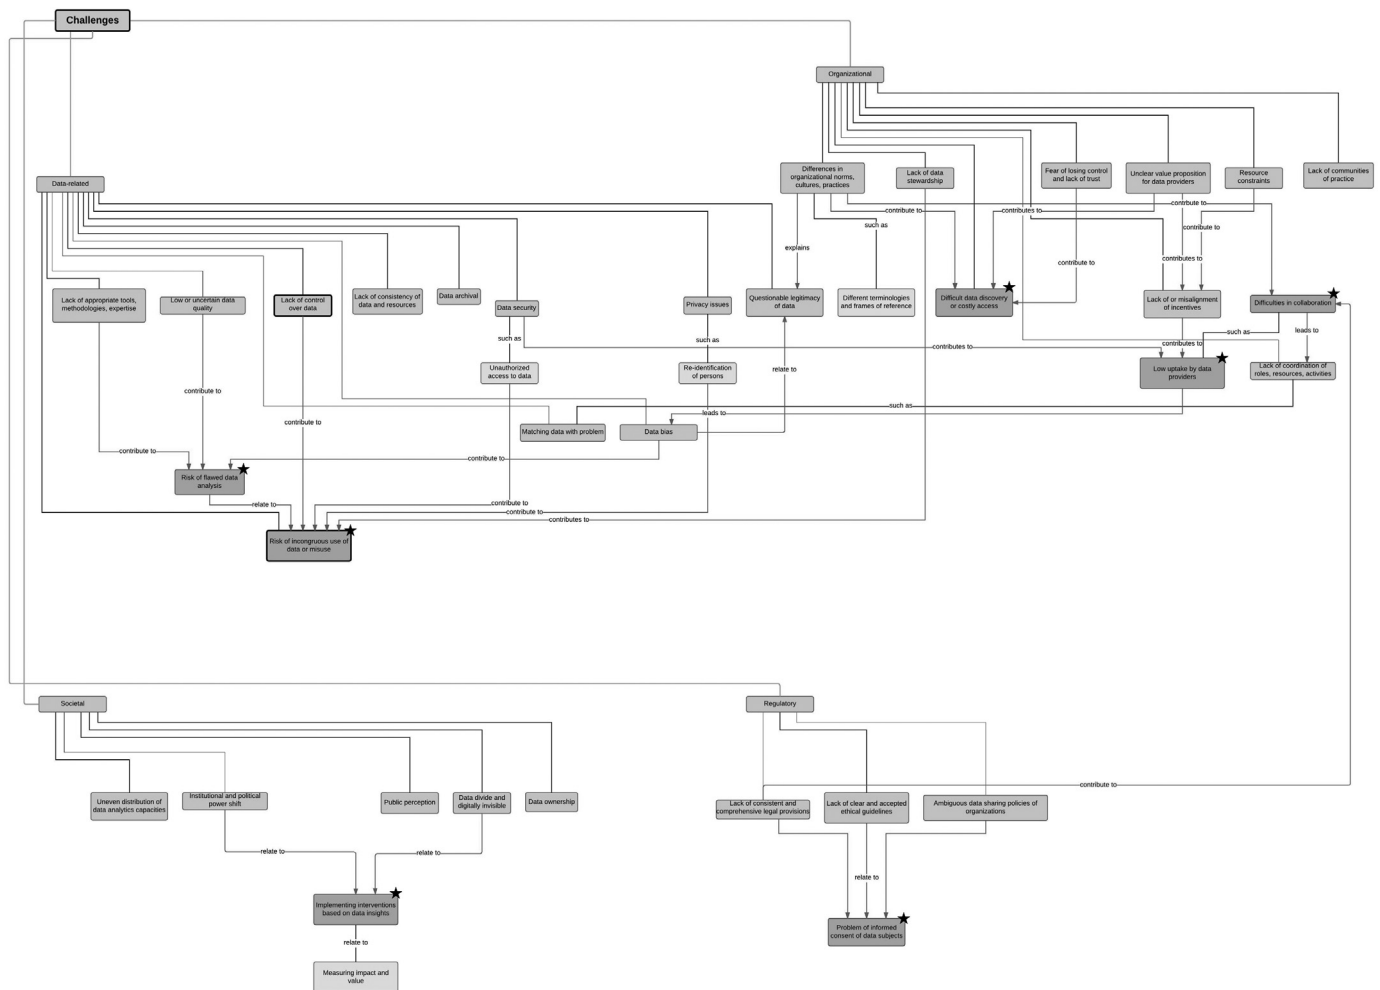 Challenges
Organizational
Data-related
Differences in
organizational norms,
cultures, practices
Lack of data
stewardship
Fear of losing control
and lack of trust
Unclear value proposition
for data providers
Resource
constraints
Lack of communities
of practice
contribute to
such as
contributes to
contribute to
contribute to
explains
contribute to
contributes to
Lack of appropriate tools,
methodologies, expertise
Low or uncertain data
quality
Lack of control
over data
Lack of consistency of
data and resources
Data archival
Data security
Privacy issues
Questionable legitimacy
of data
Different terminologies
and frames of reference
Difficult data discovery
or costly access
Lack of or misalignment
of incentives
Difficulties in collaboration
such as
such as
contributes to
contributes to
such as
leads to
Unauthorized
access to data
Re-identification
of persons
relate to
Low uptake by data
providers
Lack of coordination of
roles, resources, activities
contribute to
contribute to
such as
leads to
Matching data with problem
Data bias
contribute to
contribute to
Risk of flawed data
analysis
relate to
contribute to
contribute to
contributes to
Risk of incongruous use of
data or misuse
Societal
Regulatory
Uneven distribution of
data analytics capacities
Institutional and political
power shift
Public perception
Data divide and
digitally invisible
Data ownership
Lack of consistent and
comprehensive legal provisions
Lack of clear and accepted
ethical guidelines
Ambiguous data sharing policies of
organizations
contribute to
relate to
relate to
relate to
Implementing interventions
based on data insights
Problem of informed
consent of data subjects
relate to
Measuring impact and
value